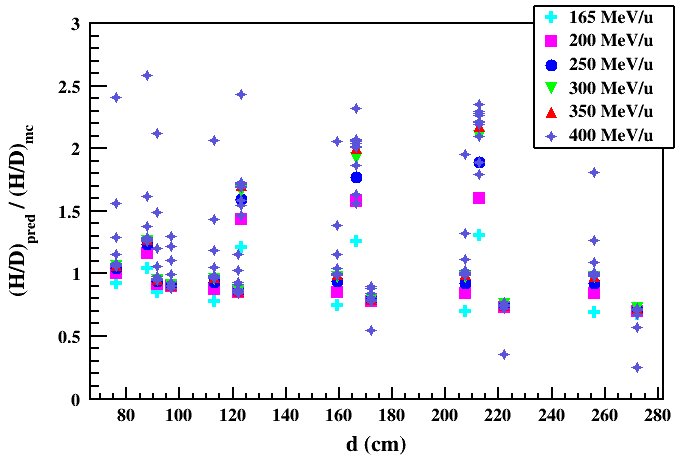 3
2.5
2
1.5
1
0.5
0
(H/D)pred / (H/D)mc
80 100 120 140 160 180 200 220 240 260 280
d (cm)
165 MeV/u
200 MeV/u
250 MeV/u
300 MeV/u
350 MeV/u
400 MeV/u